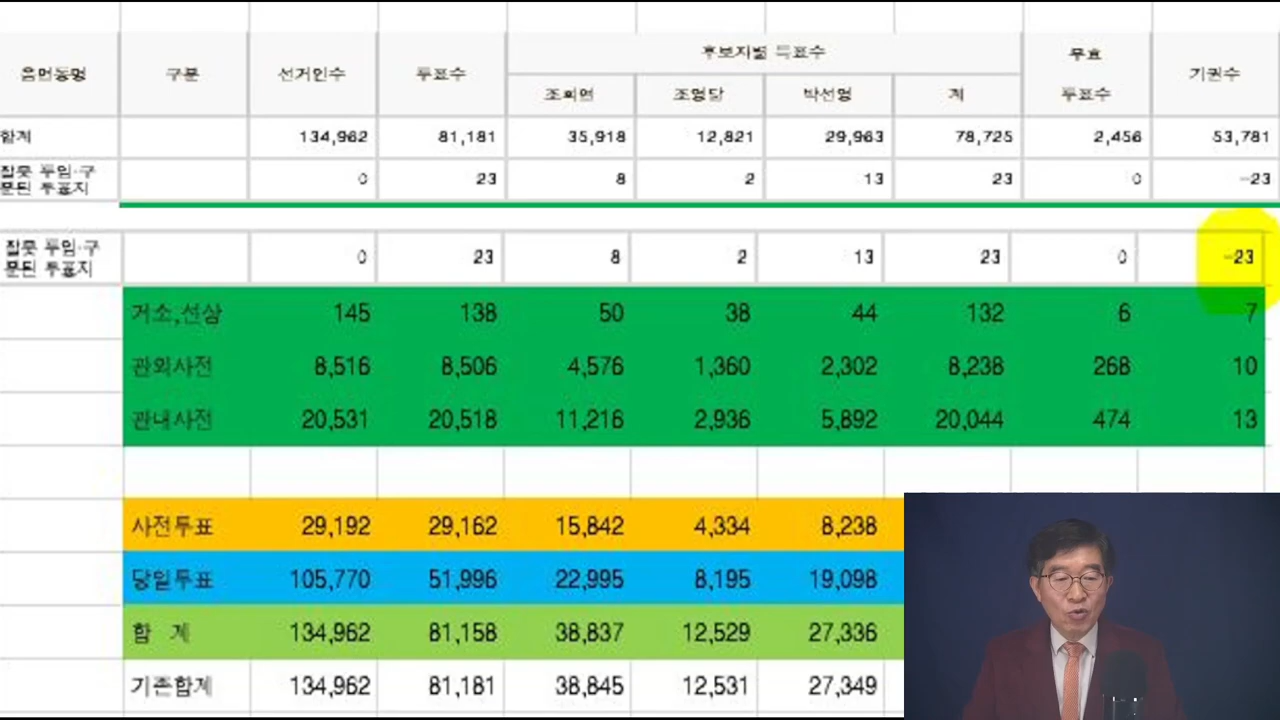 읍면동명 구분 선거인수 투표수 후보자별 득표수 무효 투표수 기권수
조희연 조영달 박선영 계
합계 134,962 81,181 35,918 12,821 29,963 78,725 2,456 53,781
잘못 투입·구분된 투표지 0 23 8 2 13 23 0 -23
잘못 투입·구분된 투표지 0 23 8 2 13 23 0 -23
거소,선상 145 138 50 38 44 132 6 7
관외사전 8,516 8,506 4,576 1,360 2,302 8,238 268 10
관내사전 20,531 20,518 11,216 2,936 5,892 20,044 474 13
사전투표 29,192 29,162 15,842 4,334 8,238
당일투표 105,770 51,996 22,995 8,195 19,098
합 계 134,962 81,158 38,837 12,529 27,336
기존합계 134,962 81,181 38,845 12,531 27,349